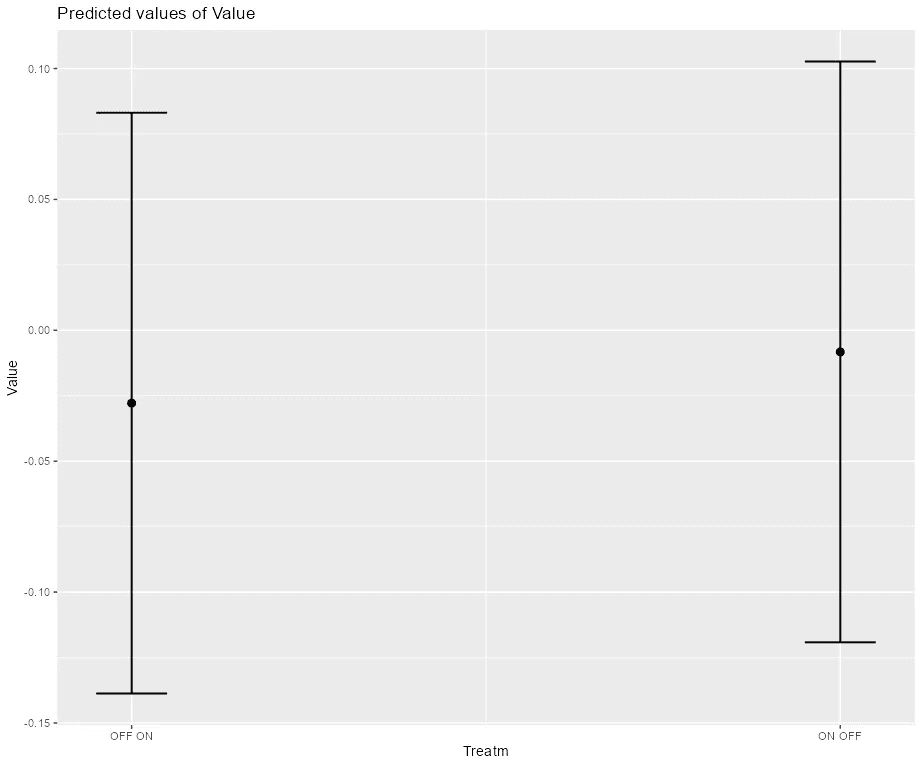 Predicted values of Value
0.10
0.05
0.00
-0.05
-0.10
-0.15
Value
OFF ON
ON OFF
Treatm